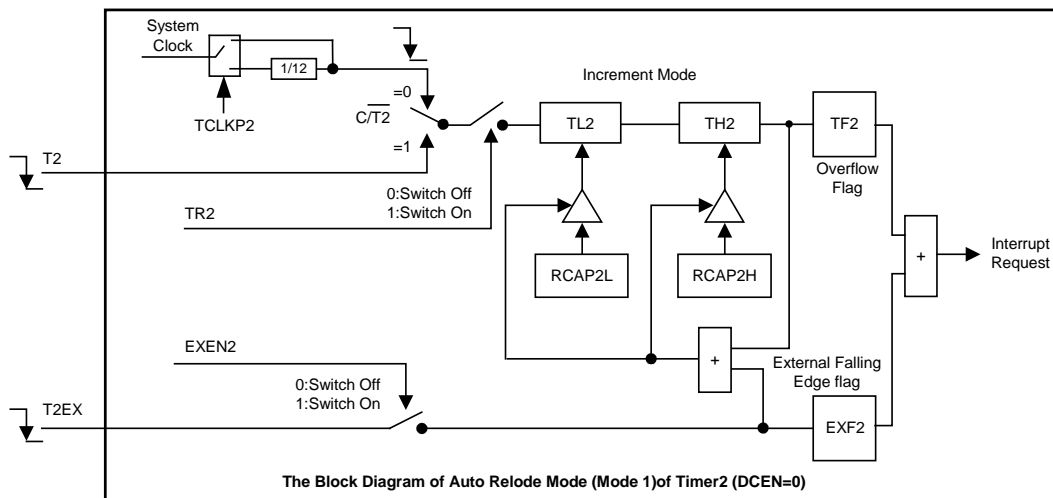 System
Clock
1/12
TCLKP2
=0
C/T2
=1
Increment Mode
TL2
TH2
TF2
Overflow
Flag
T2
0:Switch Off
1:Switch On
TR2
RCAP2L
RCAP2H
+
Interrupt
Request
EXEN2
+
External Falling
Edge flag
0:Switch Off
1:Switch On
T2EX
EXF2
The Block Diagram of Auto Relode Mode (Mode 1)of Timer2 (DCEN=0)